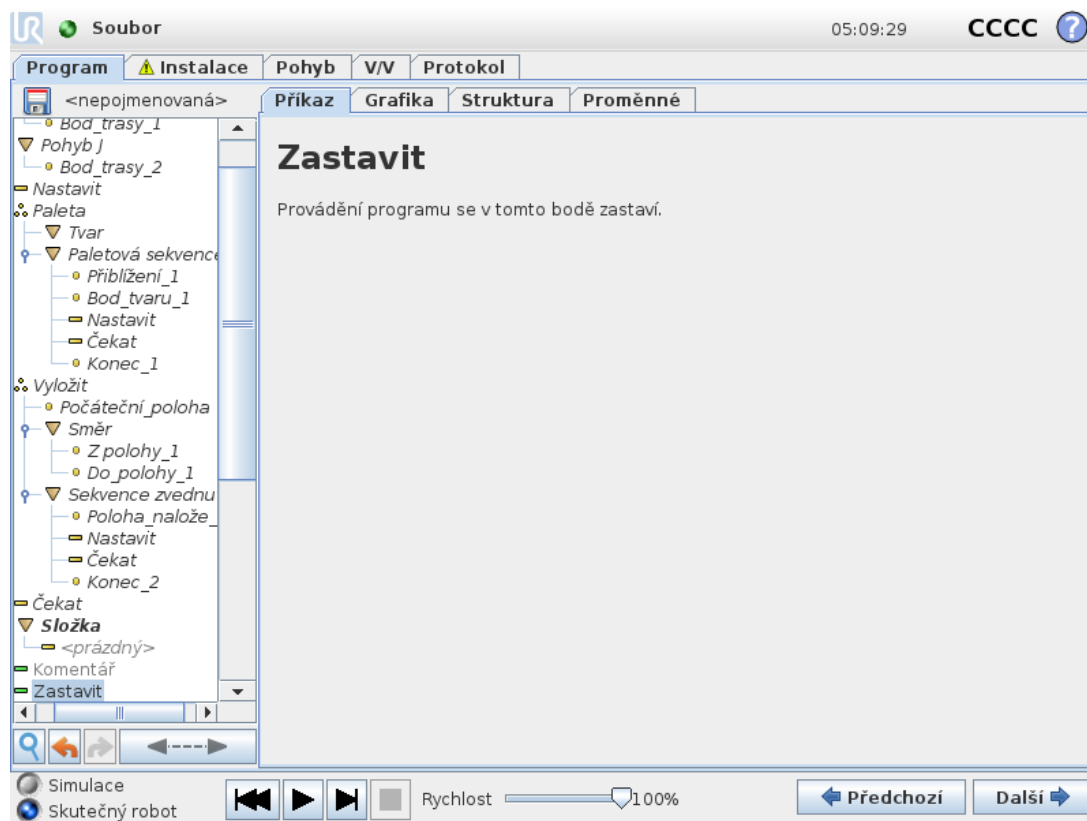 Soubor
05:09:29
CCCC
?
Program
Instalace
Pohyb
V/V
Protokol
<nepojmenovaná>
Příkaz
Grafika
Struktura
Proměnné
Bod_trasy_1
Pohyb J
Bod_trasy_2
Nastavit
Paleta
Tvar
Paletová sekvence
Přiblížení_1
Bod_tvaru_1
Nastavit
Čekat
Konec_1
Vyložit
Počáteční_poloha
Směr
Z polohy_1
Do_polohy_1
Sekvence zvednu
Poloha_nalože_
Nastavit
Čekat
Konec_2
Čekat
Složka
<prázdný>
Komentář
Zastavit
Zastavit
Provádění programu se v tomto bodě zastaví.
Simulace
Skutečný robot
Rychlost
100%
Předchozí
Další